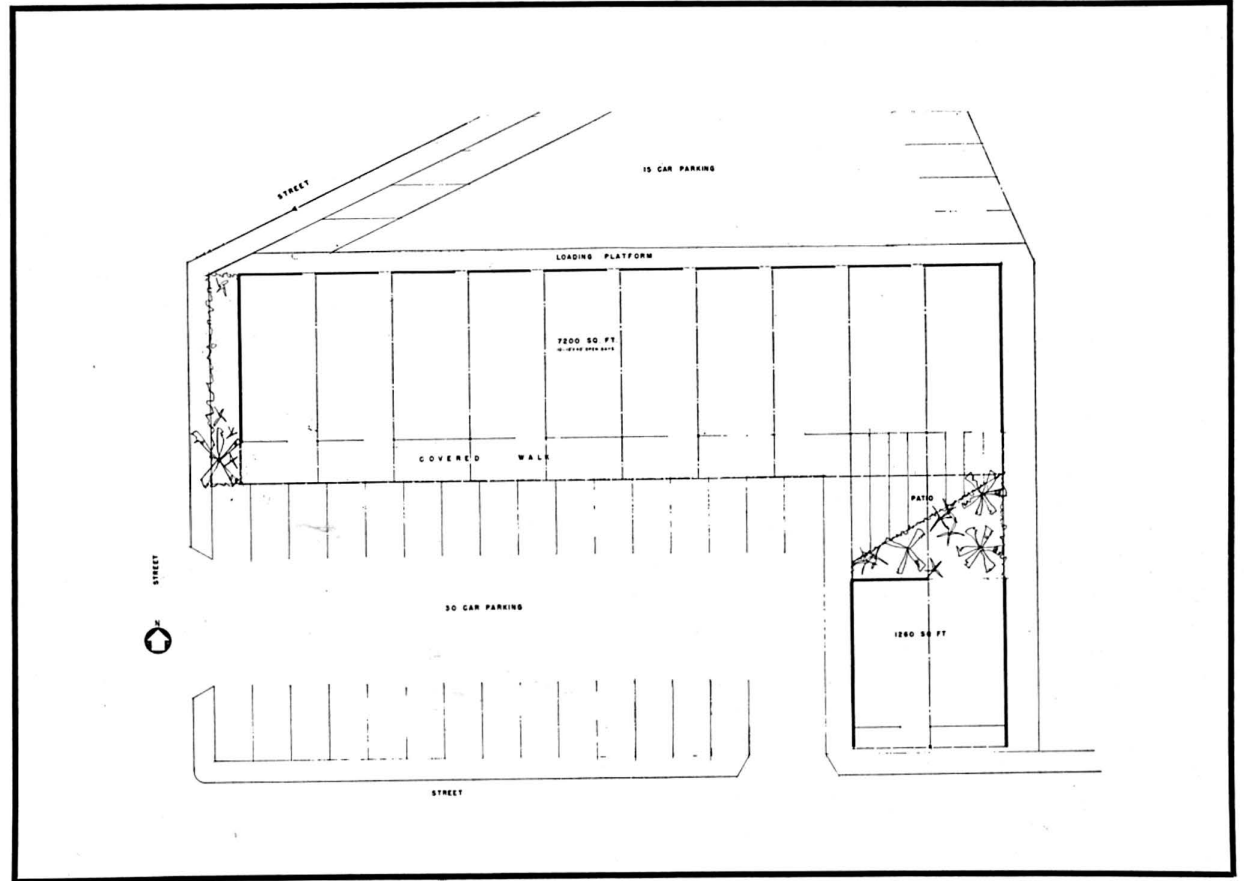 STREET
15 CAR PARKING
LOADING PLATFORM
7200 SQ. FT.
COVERED WALK
PATIO
STREET
30 CAR PARKING
N
1260 SQ FT
STREET